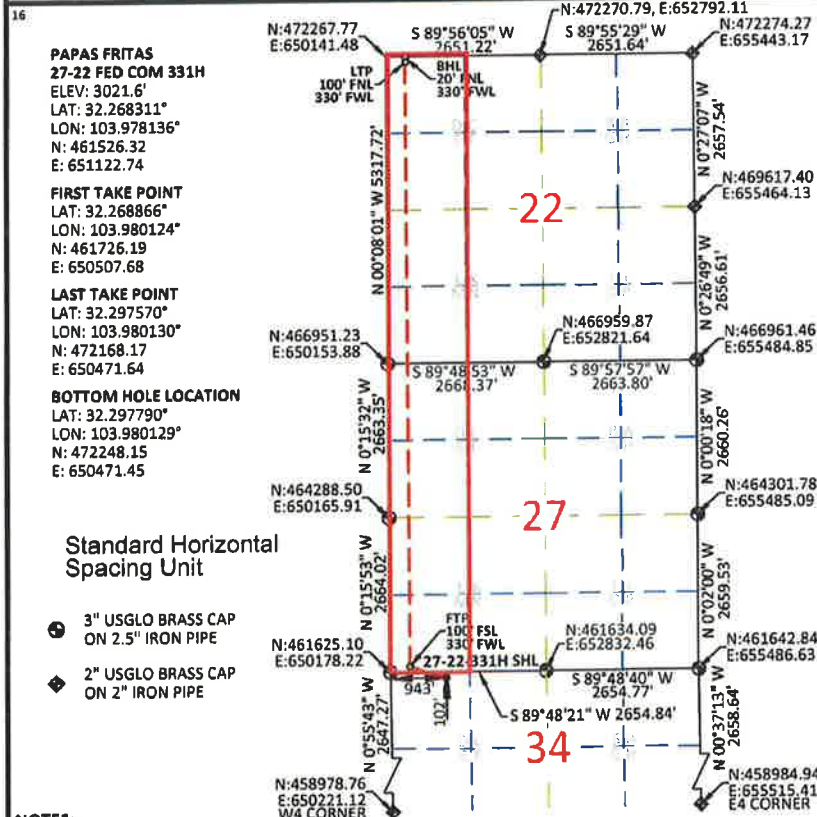 16
PAPAS FRITAS
27-22 FED COM 331H
ELEV: 3021.6'
LAT: 32.268311°
LON: 103.978136°
N: 461526.32
E: 651122.74
FIRST TAKE POINT
LAT: 32.268866°
LON: 103.980124°
N: 461726.19
E: 650507.68
LAST TAKE POINT
LAT: 32.297570°
LON: 103.980130°
N: 472168.17
E: 650471.64
BOTTOM HOLE LOCATION
LAT: 32.297790°
LON: 103.980129°
N: 472248.15
E: 650471.45
Standard Horizontal
Spacing Unit
3" USGLO BRASS CAP
ON 2.5" IRON PIPE
2" USGLO BRASS CAP
ON 2" IRON PIPE
N:472267.77
E:650141.48
S 89°56'05" W
2651.22'
N:472270.79, E:652792.11
S 89°55'29" W
2651.64'
N:472274.27
E:655443.17
LTP
100' FNL
330' FWL
BHL
20' FNL
330' FWL
N 00°08'01" W 5317.72'
N 0°27'07" W
2657.54'
22
N:469617.40
E:655464.13
N 0°26'49" W
2656.61'
N:466951.23
E:650153.88
S 89°48'53" W
2668.37'
N:466959.87
E:652821.64
S 89°57'57" W
2663.80'
N:466961.46
E:655484.85
N 0°15'32" W
2663.35'
N 0°00'18" W
2660.26'
N:464288.50
E:650165.91
27
N:464301.78
E:655485.09
N 0°15'53" W
2664.02'
N 0°02'00" W
2659.53'
FTP
100' FSL
330' FWL
27-22-331H SHL
N:461625.10
E:650178.22
N:461634.09
E:652832.46
N:461642.84
E:655486.63
943'
102'
S 89°48'40" W
2654.77'
S 89°48'21" W 2654.84'
N 0°55'43" W
2647.27'
34
N 00°37'13" W
2658.64'
N:458978.76
E:650221.12
W4 CORNER
N:458984.94
E:655515.41
E4 CORNER
NOTES: